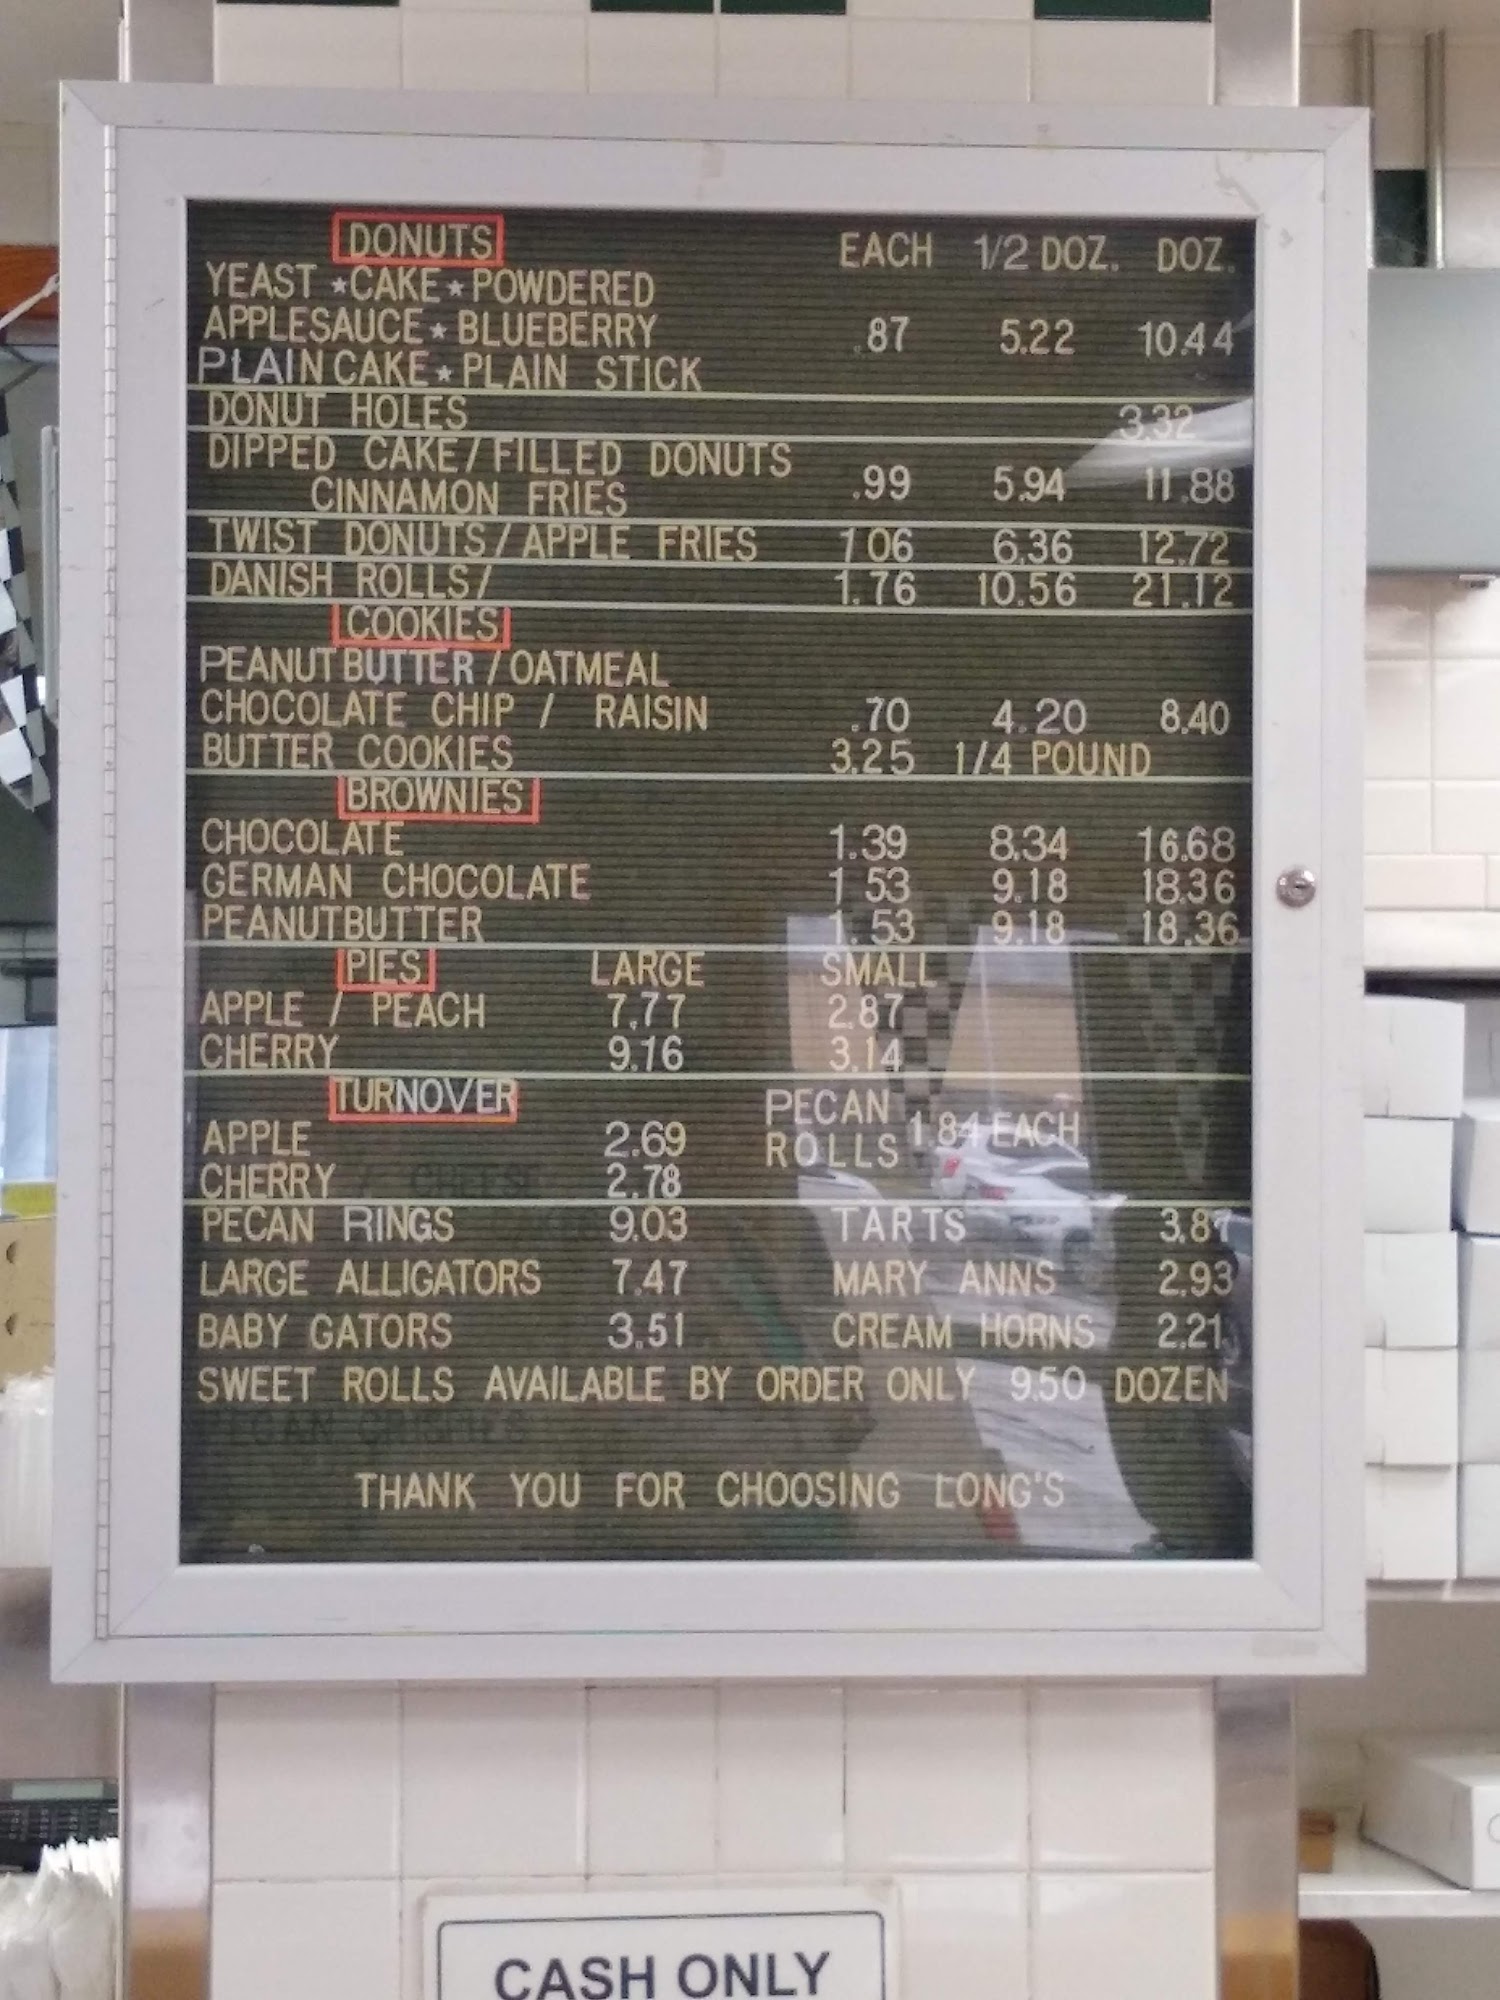 DONUTS EACH 1/2 DOZ. DOZ.
YEAST ★ CAKE ★ POWDERED
APPLESAUCE ★ BLUEBERRY .87 5.22 10.44
PLAIN CAKE ★ PLAIN STICK
DONUT HOLES 3.32
DIPPED CAKE / FILLED DONUTS
CINNAMON FRIES .99 5.94 11.88
TWIST DONUTS / APPLE FRIES 1 06 6.36 12.72
DANISH ROLLS / 1.76 10.56 21.12
COOKIES
PEANUTBUTTER / OATMEAL
CHOCOLATE CHIP / RAISIN .70 4.20 8.40
BUTTER COOKIES 3.25 1/4 POUND
BROWNIES
CHOCOLATE 1.39 8.34 16.68
GERMAN CHOCOLATE 1 53 9.18 18.36
PEANUTBUTTER 1.53 9.18 18.36
PIES LARGE SMALL
APPLE / PEACH 7.77 2.87
CHERRY 9.16 3.14
TURNOVER
PECAN ROLLS 1.84 EACH
APPLE 2.69
CHERRY / CHEESE 2.78
PECAN RINGS 9.03 TARTS 3.87
LARGE ALLIGATORS 7.47 MARY ANNS 2.93
BABY GATORS 3.51 CREAM HORNS 2.21
SWEET ROLLS AVAILABLE BY ORDER ONLY 9.50 DOZEN
THANK YOU FOR CHOOSING LONG'S
CASH ONLY